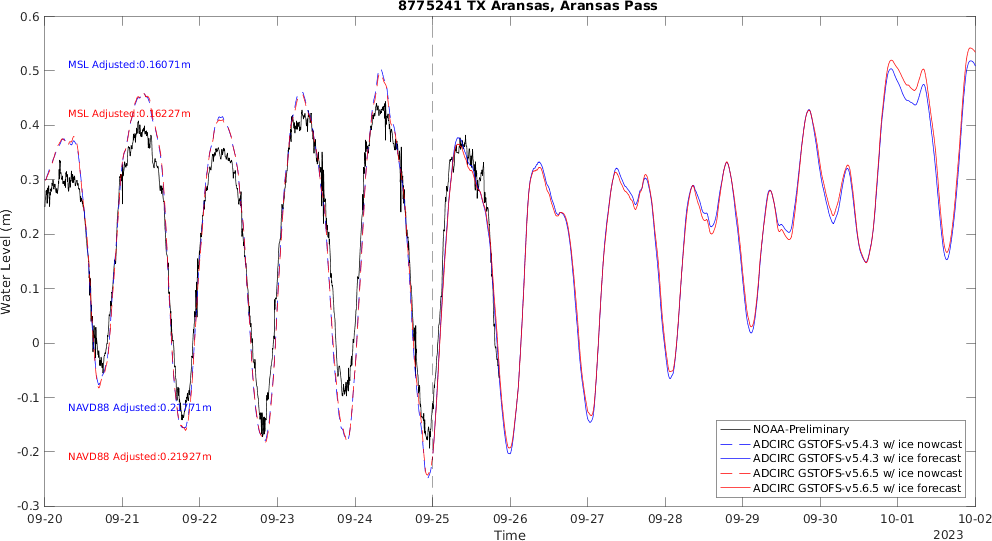 8775241 TX Aransas, Aransas Pass
0.6
0.5
0.4
0.3
0.2
0.1
0
-0.1
-0.2
-0.3
Water Level (m)
MSL Adjusted:0.16071m
MSL Adjusted:0.16227m
NAVD88 Adjusted:0.21771m
NAVD88 Adjusted:0.21927m
NOAA-Preliminary
ADCIRC GSTOFS-v5.4.3 w/ ice nowcast
ADCIRC GSTOFS-v5.4.3 w/ ice forecast
ADCIRC GSTOFS-v5.6.5 w/ ice nowcast
ADCIRC GSTOFS-v5.6.5 w/ ice forecast
09-20 09-21 09-22 09-23 09-24 09-25 09-26 09-27 09-28 09-29 09-30 10-01 10-02
Time
2023